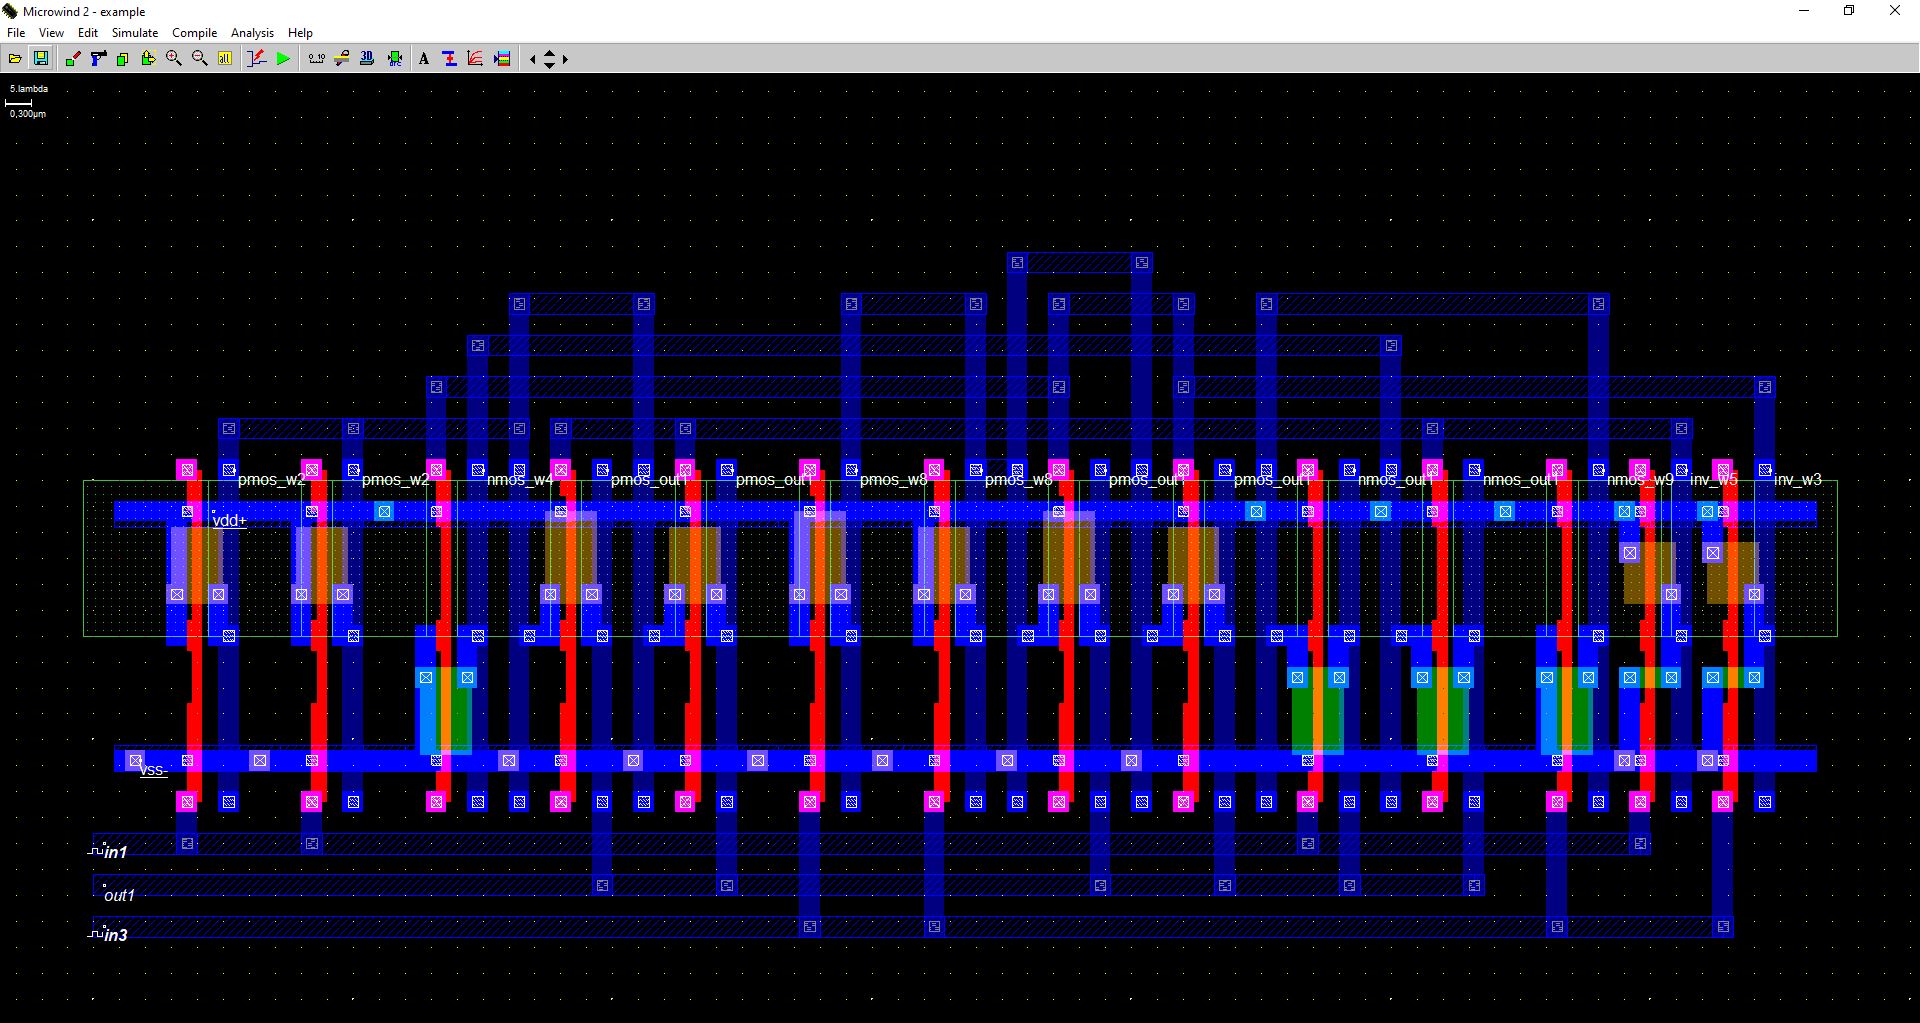 Microwind 2 - example
File View Edit Simulate Compile Analysis Help
5.lambda
0,300µm
pmos_w2 pmos_w2 nmos_w4 pmos_out1 pmos_out1 pmos_w8 pmos_w8 pmos_out1 pmos_out1 nmos_out1 nmos_out1 nmos_w9 inv_w5 inv_w3
vdd+
vss-
in1
out1
in3